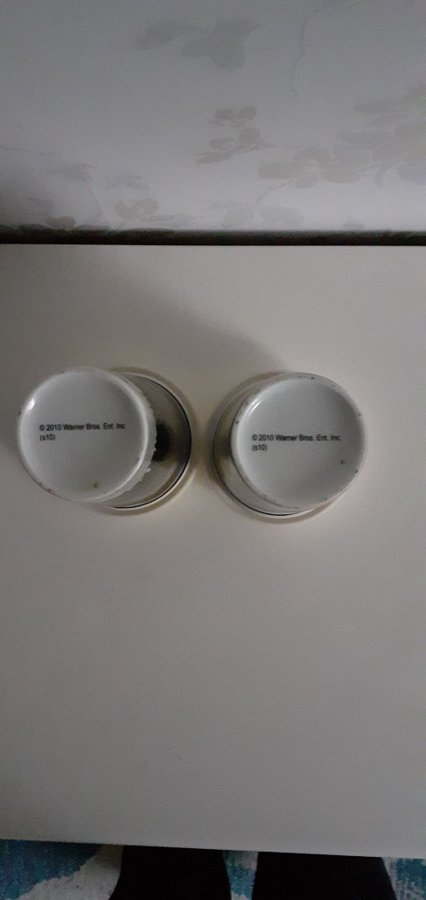 © 2010 Warner Bros. Ent. Inc
(s10)
© 2010 Warner Bros. Ent. Inc
(s10)